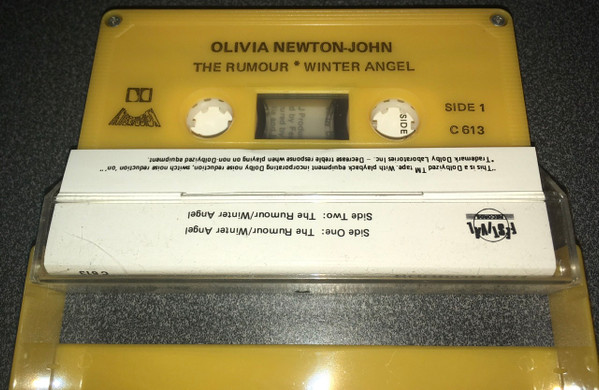 OLIVIA NEWTON-JOHN
THE RUMOUR * WINTER ANGEL
SIDE 1
C 613
SIDE
C 613
Side One: The Rumour/Winter Angel
Side Two: The Rumour/Winter Angel
FESTIVAL
RECORDS
"This is a Dolbyized TM tape. With playback equipment incorporating Dolby noise reduction, switch noise reduction 'on'."
"Trademark Dolby Laboratories Inc. – Decrease treble response when playing on non-Dolbyized equipment.